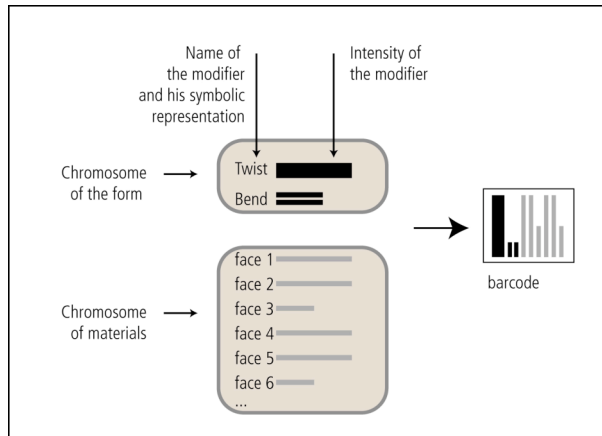 Name of
the modifier
and his symbolic
representation
Intensity of
the modifier
Chromosome
of the form
Twist
Bend
barcode
Chromosome
of materials
face 1
face 2
face 3
face 4
face 5
face 6
...